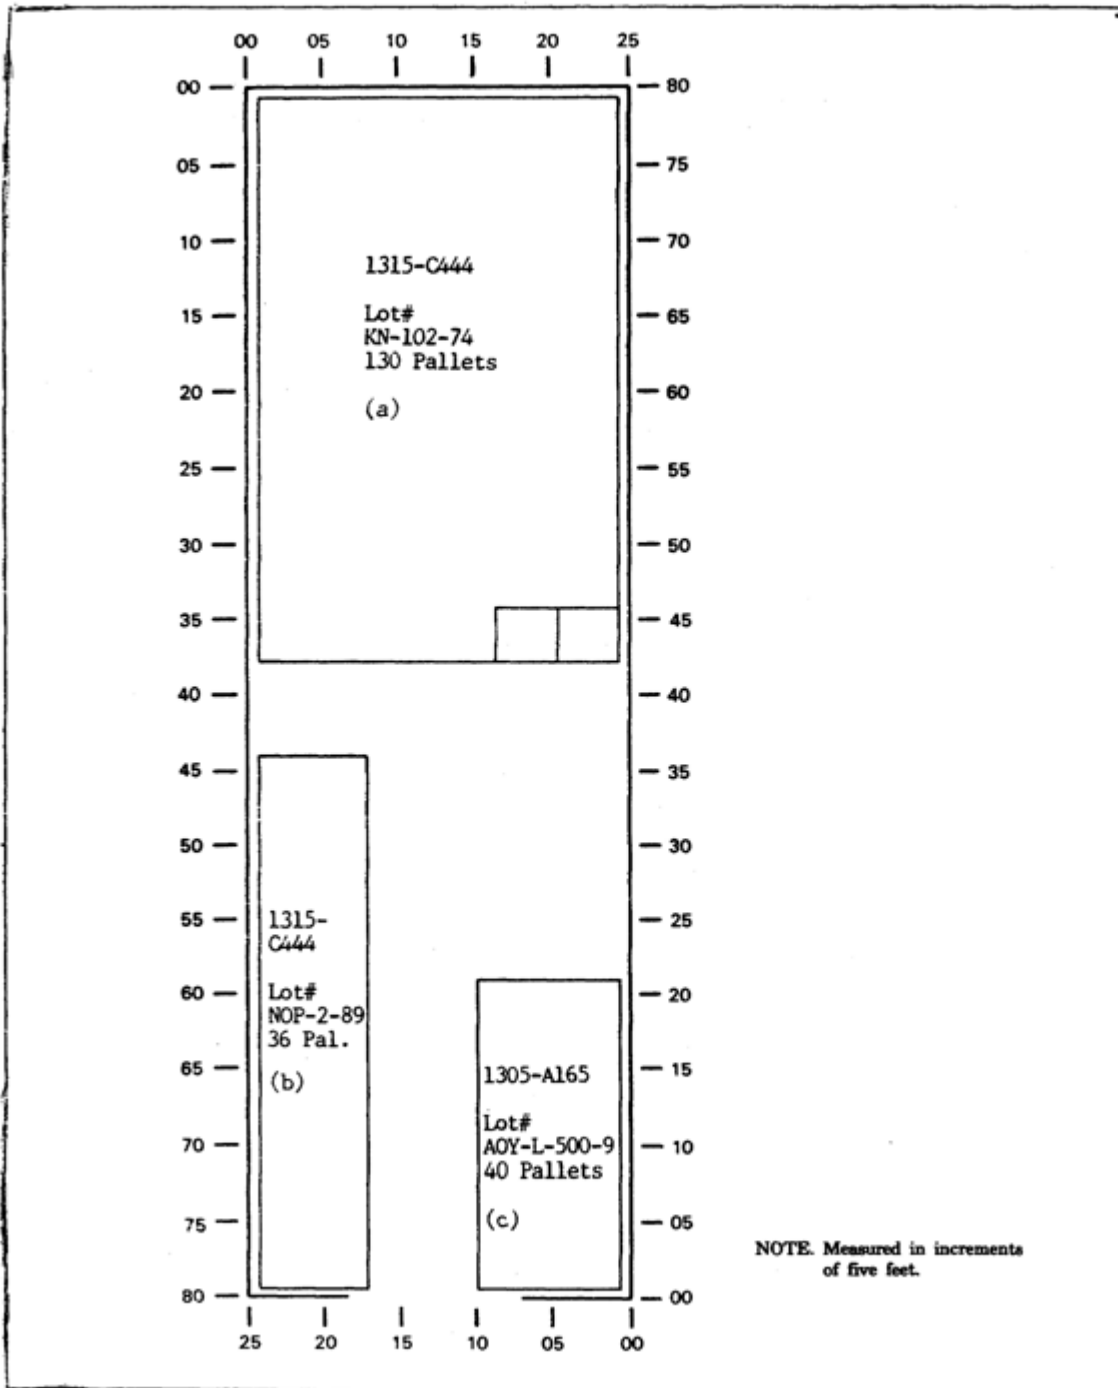 00 05 10 15 20 25
00
80
05
75
10
70
15
65
20
60
25
55
30
50
35
45
40
40
45
35
50
30
55
25
60
20
65
15
70
10
75
05
80
00
25 20 15 10 05 00
1315-C444
Lot#
KN-102-74
130 Pallets
(a)
1315-
C444
Lot#
NOP-2-89
36 Pal.
(b)
1305-A165
Lot#
AOY-L-500-9
40 Pallets
(c)
NOTE. Measured in increments
of five feet.